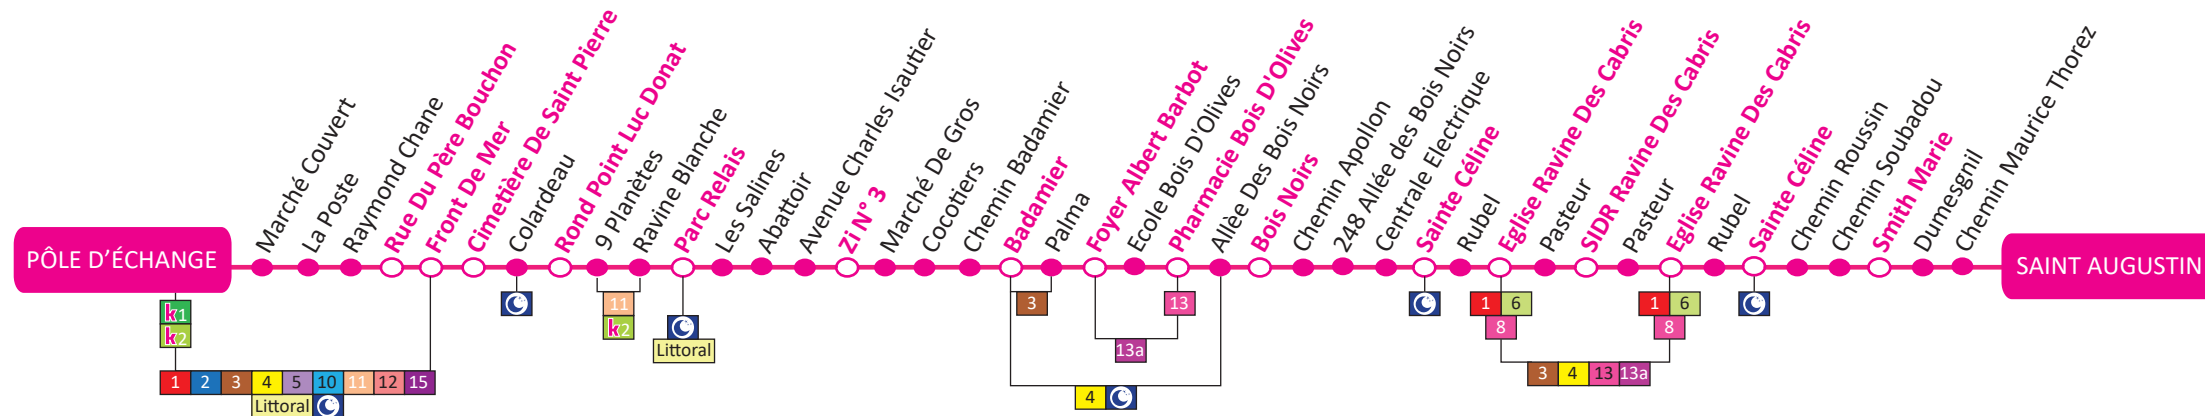 PÔLE D'ÉCHANGE
Marché Couvert
La Poste
Raymond Chane
Rue Du Père Bouchon
Front De Mer
Cimetière De Saint Pierre
Colardeau
Rond Point Luc Donat
9 Planètes
Ravine Blanche
Parc Relais
Les Salines
Abattoir
Avenue Charles Isautier
Zi N° 3
Marché De Gros
Cocotiers
Chemin Badamier
Badamier
Palma
Foyer Albert Barbot
Ecole Bois D'Olives
Pharmacie Bois D'Olives
Allèe Des Bois Noirs
Bois Noirs
Chemin Apollon
248 Allée des Bois Noirs
Centrale Electrique
Sainte Céline
Rubel
Eglise Ravine Des Cabris
Pasteur
SIDR Ravine Des Cabris
Pasteur
Eglise Ravine Des Cabris
Rubel
Sainte Céline
Chemin Roussin
Chemin Soubadou
Smith Marie
Dumesgnil
Chemin Maurice Thorez
SAINT AUGUSTIN
k1
k2
1 2 3 4 5 10 11 12 15
Littoral
11
k2
Littoral
3
13
13a
4
1 6
8
1 6
8
3 4 13 13a